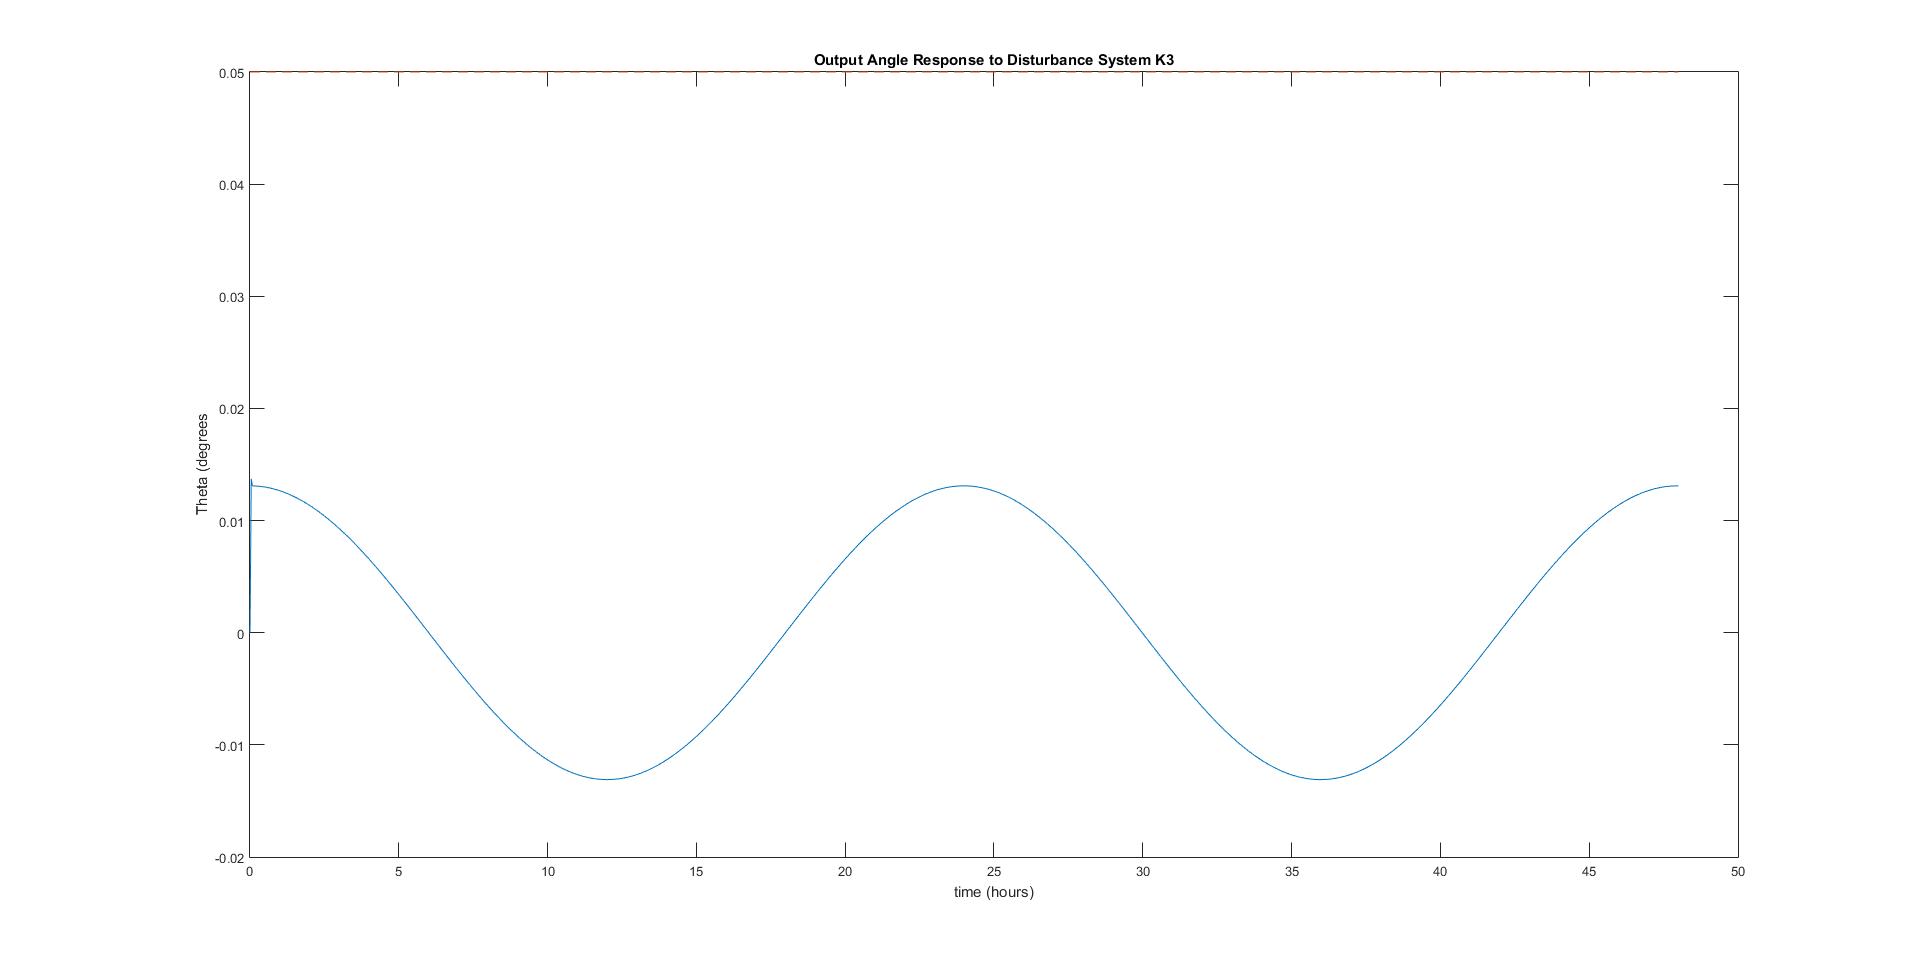 Output Angle Response to Disturbance System K3
0.05
0.04
0.03
0.02
0.01
0
-0.01
-0.02
Theta (degrees
0 5 10 15 20 25 30 35 40 45 50
time (hours)